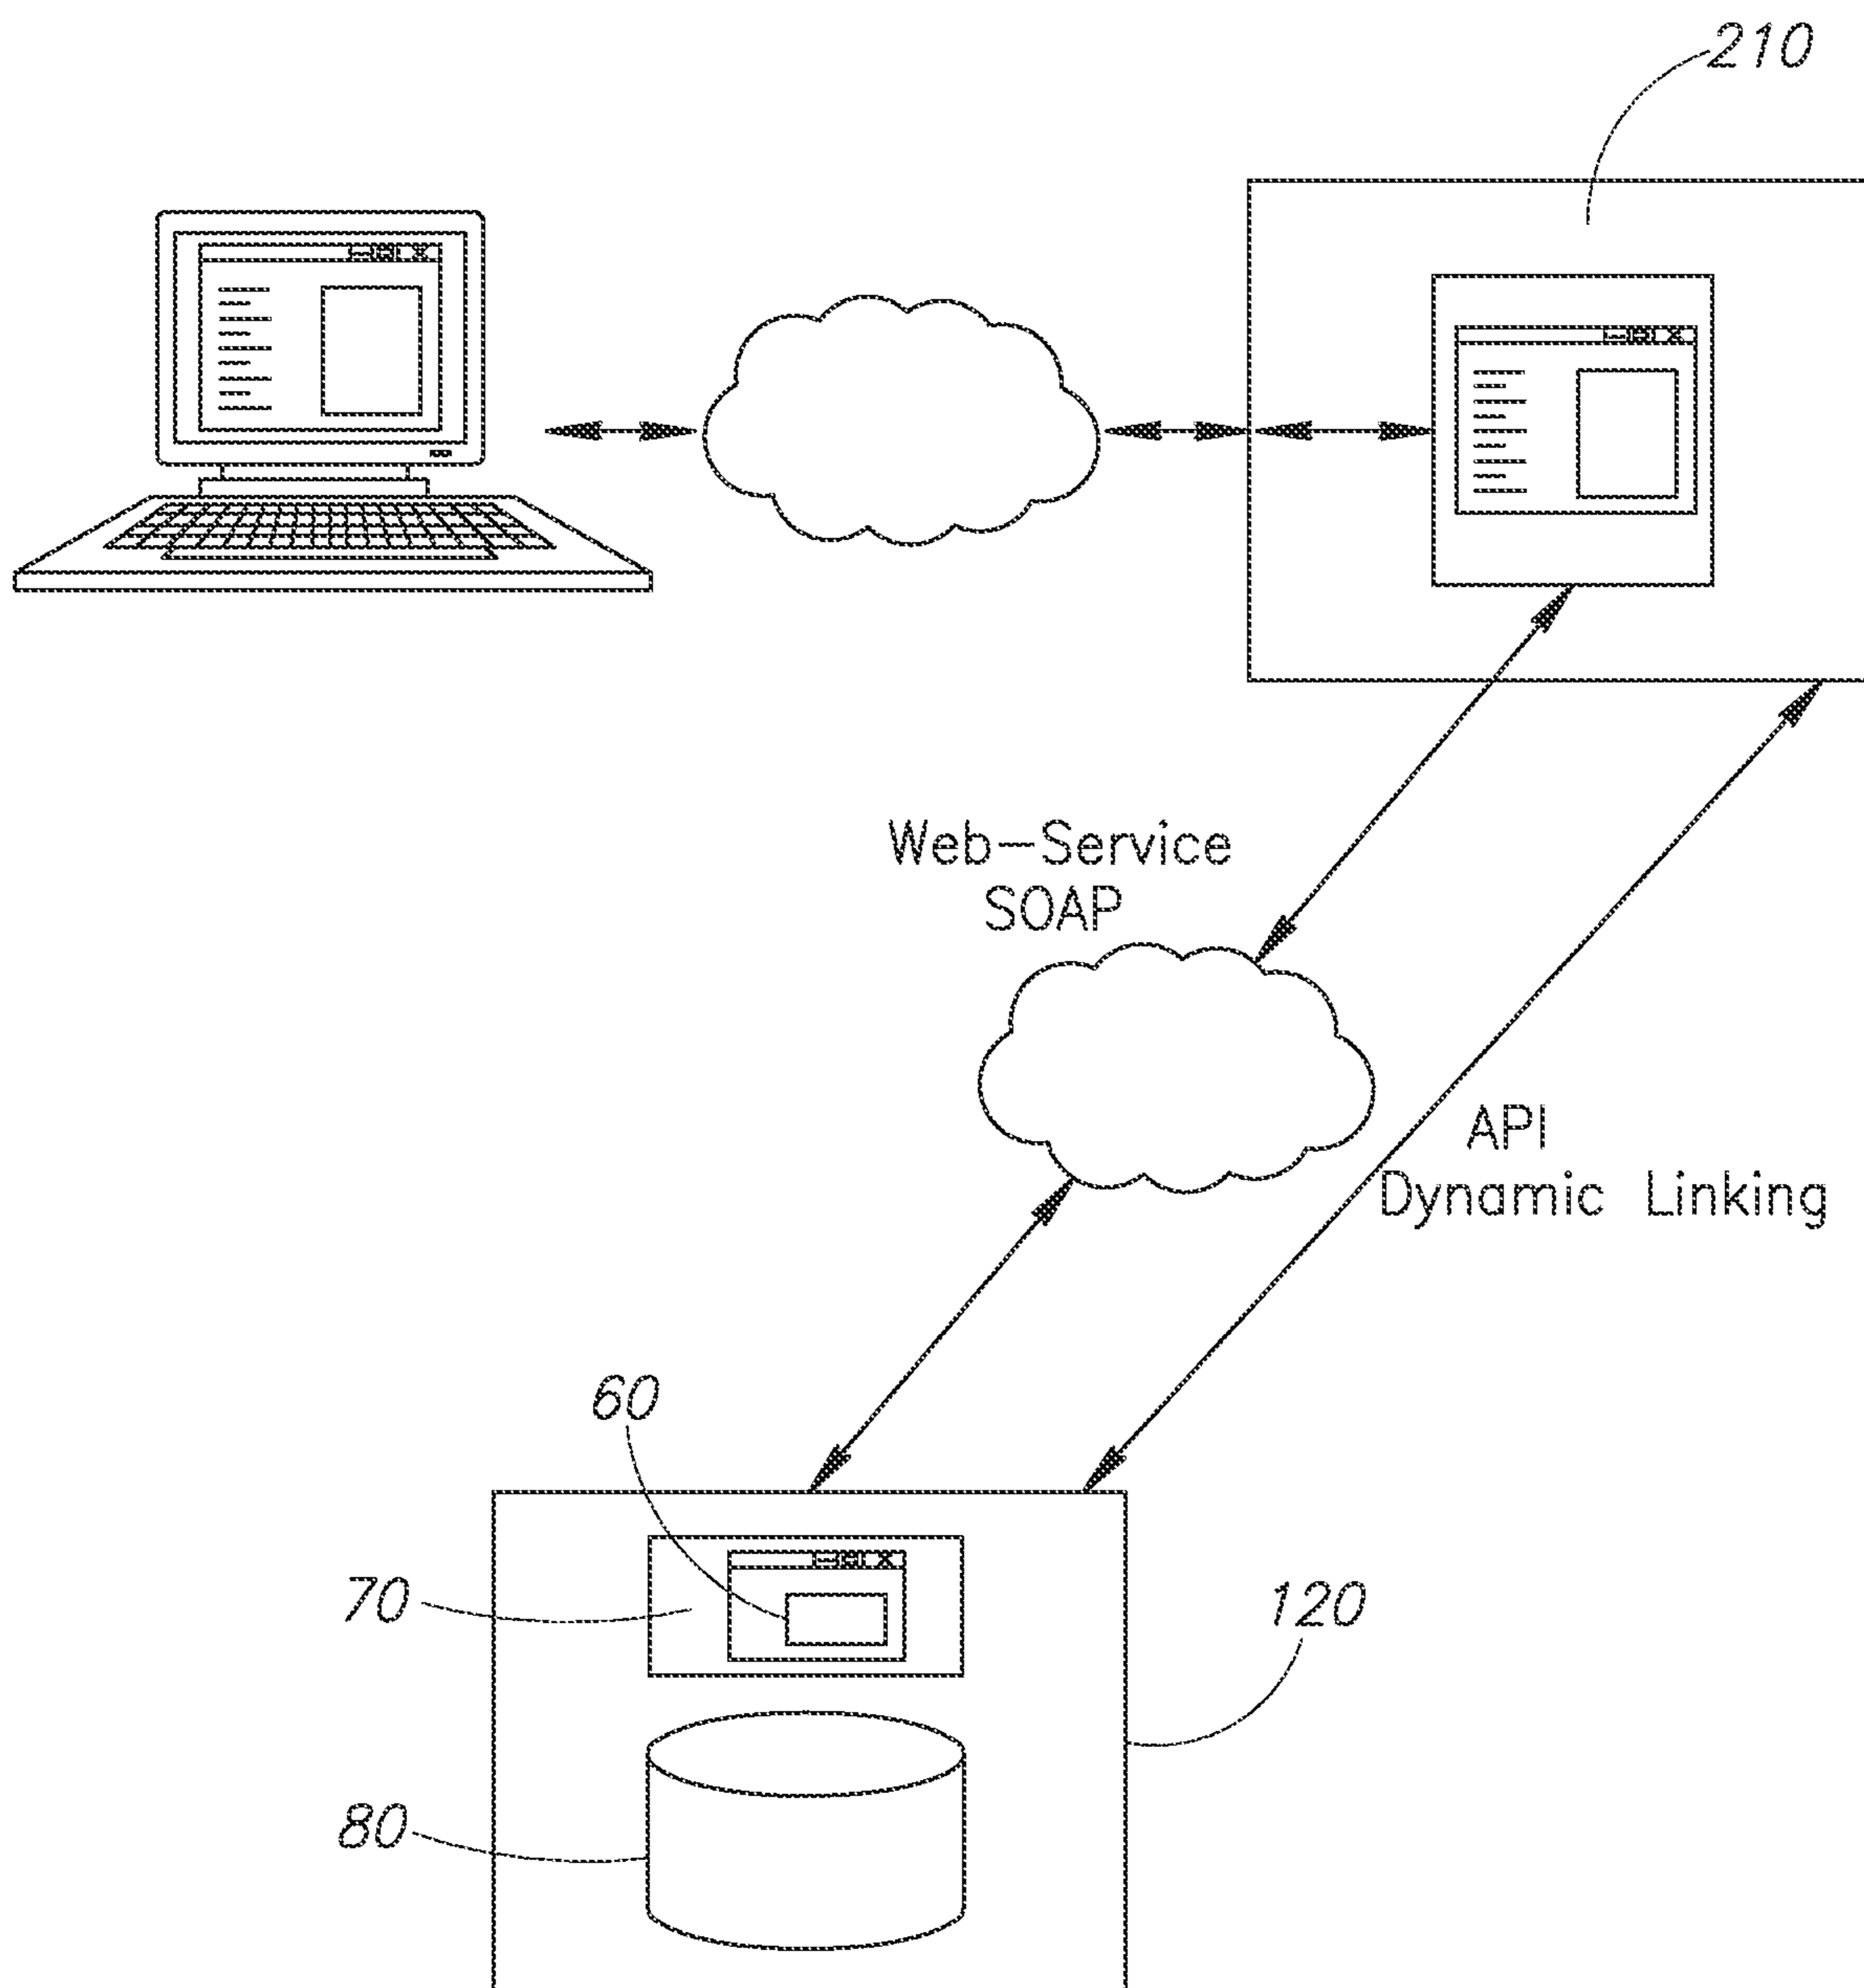 210
Web-Service
SOAP
API
Dynamic Linking
60
70
120
80